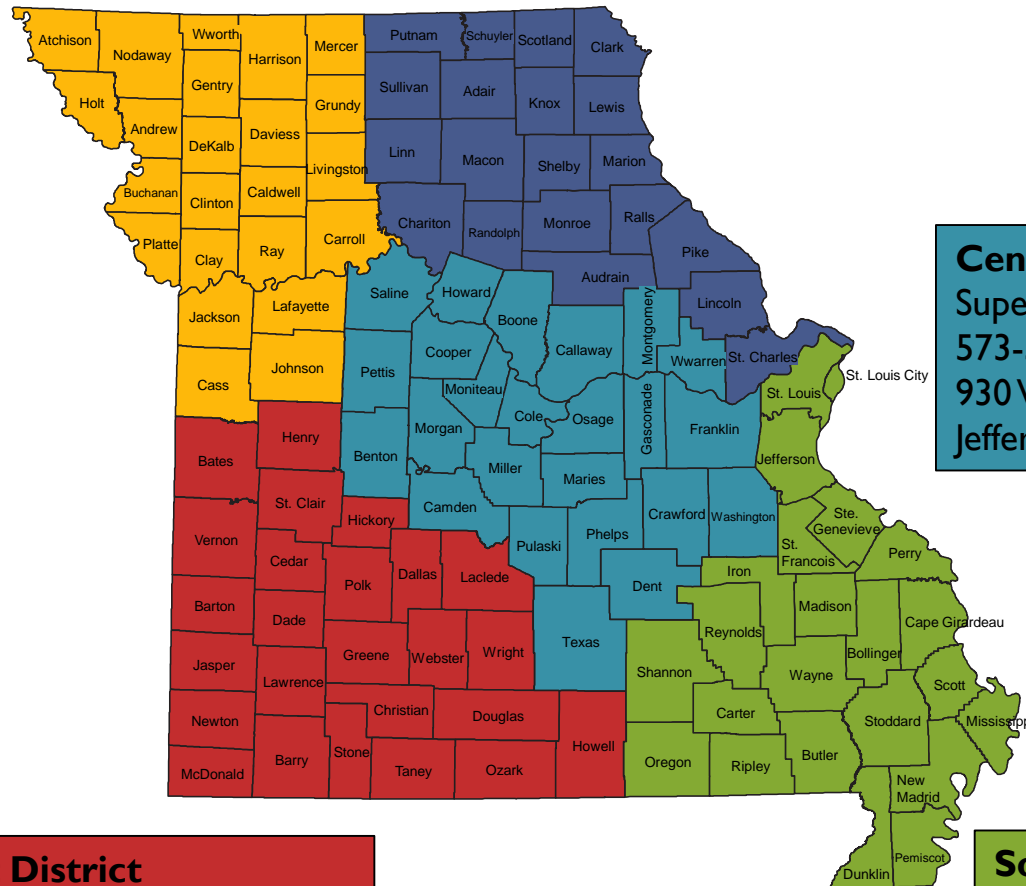 Atchison
Nodaway
Wworth
Harrison
Mercer
Putnam
Schuyler
Scotland
Clark
Holt
Andrew
Gentry
DeKalb
Daviess
Grundy
Livingston
Sullivan
Adair
Knox
Lewis
Linn
Macon
Shelby
Marion
Buchanan
Clinton
Caldwell
Platte
Clay
Ray
Carroll
Chariton
Randolph
Monroe
Ralls
Pike
Audrain
Lincoln
St. Charles
Jackson
Lafayette
Cass
Johnson
Saline
Howard
Boone
Cooper
Pettis
Moniteau
Callaway
Montgomery
Wwarren
Cole
Osage
Gasconade
Franklin
Morgan
Benton
Miller
Maries
Camden
Pulaski
Phelps
Crawford
Washington
Dent
Texas
St. Louis City
St. Louis
Jefferson
Ste.
Genevieve
St.
Francois
Perry
Iron
Madison
Cape Girardeau
Reynolds
Bollinger
Shannon
Wayne
Scott
Carter
Stoddard
Mississipp
Oregon
Ripley
Butler
New
Madrid
Pemiscot
Dunklin
Henry
Bates
St. Clair
Hickory
Vernon
Cedar
Polk
Dallas
Laclede
Barton
Dade
Greene
Webster
Wright
Jasper
Lawrence
Christian
Douglas
Howell
Newton
Barry
Stone
McDonald
Taney
Ozark
Cen
Supe
573-
930 V
Jeffer
District
So